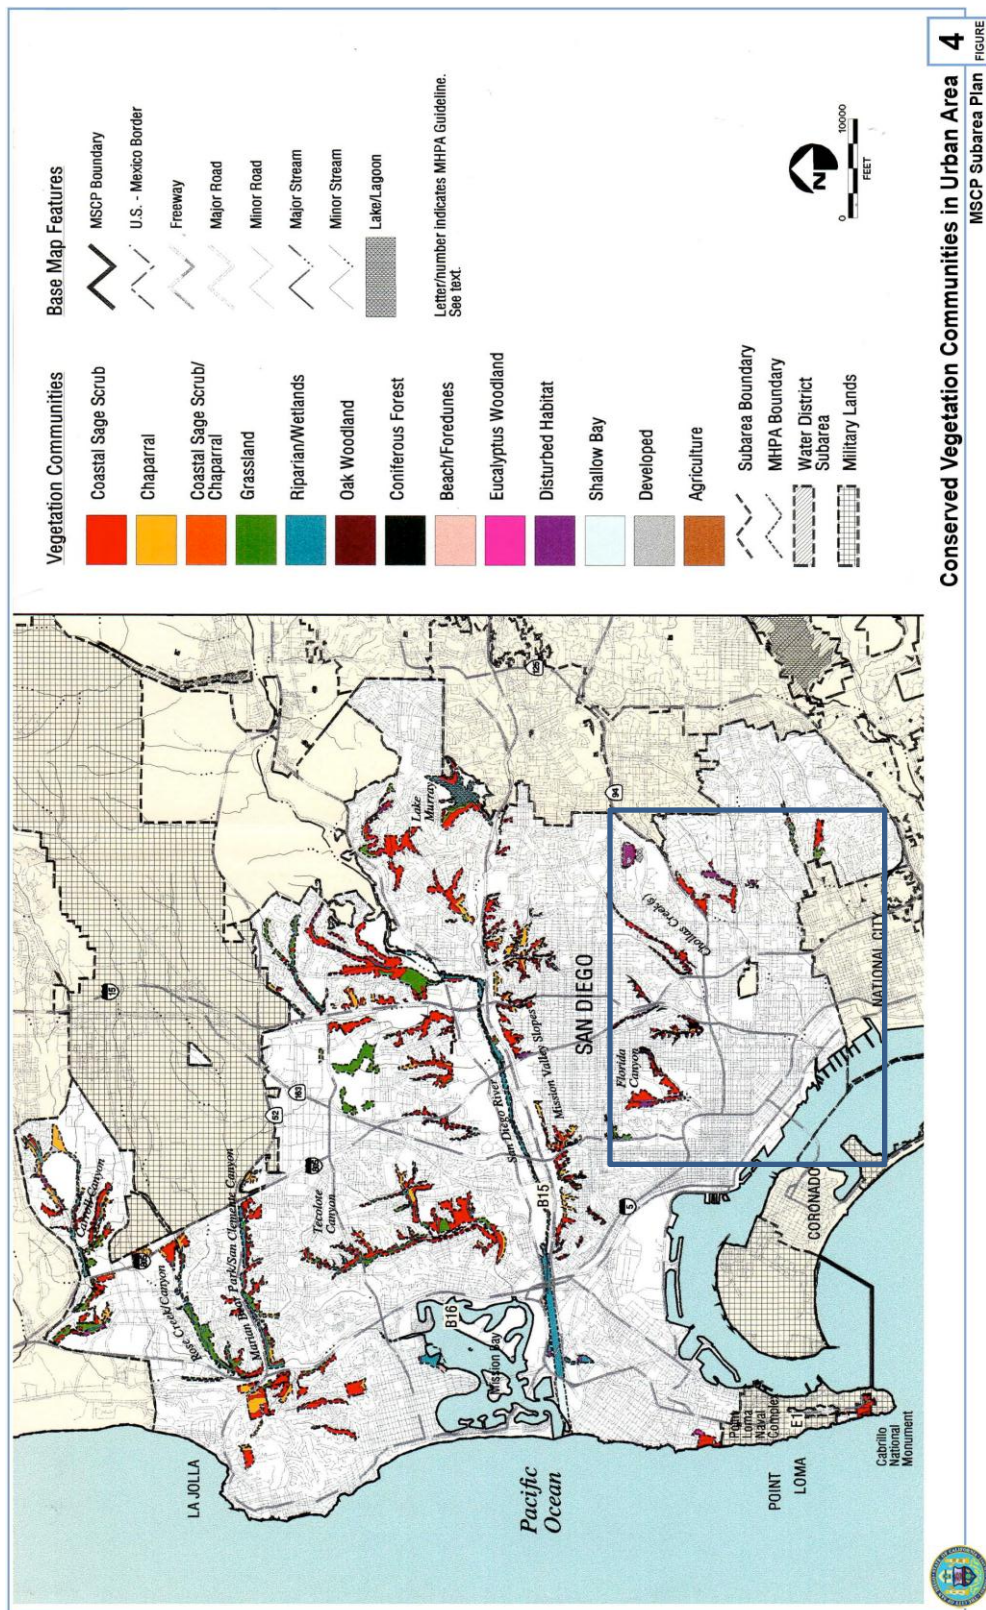 Vegetation Communities
Coastal Sage Scrub
Chaparral
Coastal Sage Scrub/
Chaparral
Grassland
Riparian/Wetlands
Oak Woodland
Coniferous Forest
Beach/Foredunes
Eucalyptus Woodland
Disturbed Habitat
Shallow Bay
Developed
Agriculture
Subarea Boundary
MHPA Boundary
Water District
Subarea
Military Lands
Base Map Features
MSCP Boundary
U.S. - Mexico Border
Freeway
Major Road
Minor Road
Major Stream
Minor Stream
Lake/Lagoon
Letter/number indicates MHPA Guideline.
See text.
N
0 10000
FEET
LA JOLLA
Pacific
Ocean
POINT
LOMA
Cabrillo
National
Monument
Point
Loma
Naval
Complex
E1
Mission Bay
B16
B15
Carroll Canyon
Rose Creek/Canyon
Marian Bear Park/San Clemente Canyon
Tecolote
Canyon
San Diego River
Mission Valley Slopes
Lake
Murray
SAN DIEGO
Florida
Canyon
Chollas Creek
CORONADO
NATIONAL CITY
15
163
52
5
94
125
Conserved Vegetation Communities in Urban Area
MSCP Subarea Plan
4
FIGURE